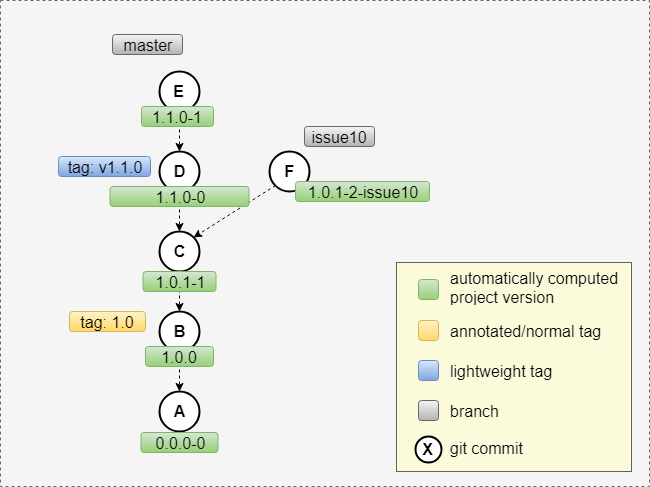 master
E
1.1.0-1
issue10
tag: v1.1.0
D
F
1.1.0-0
1.0.1-2-issue10
C
1.0.1-1
tag: 1.0
B
1.0.0
A
0.0.0-0
automatically computed
project version
annotated/normal tag
lightweight tag
branch
X
git commit